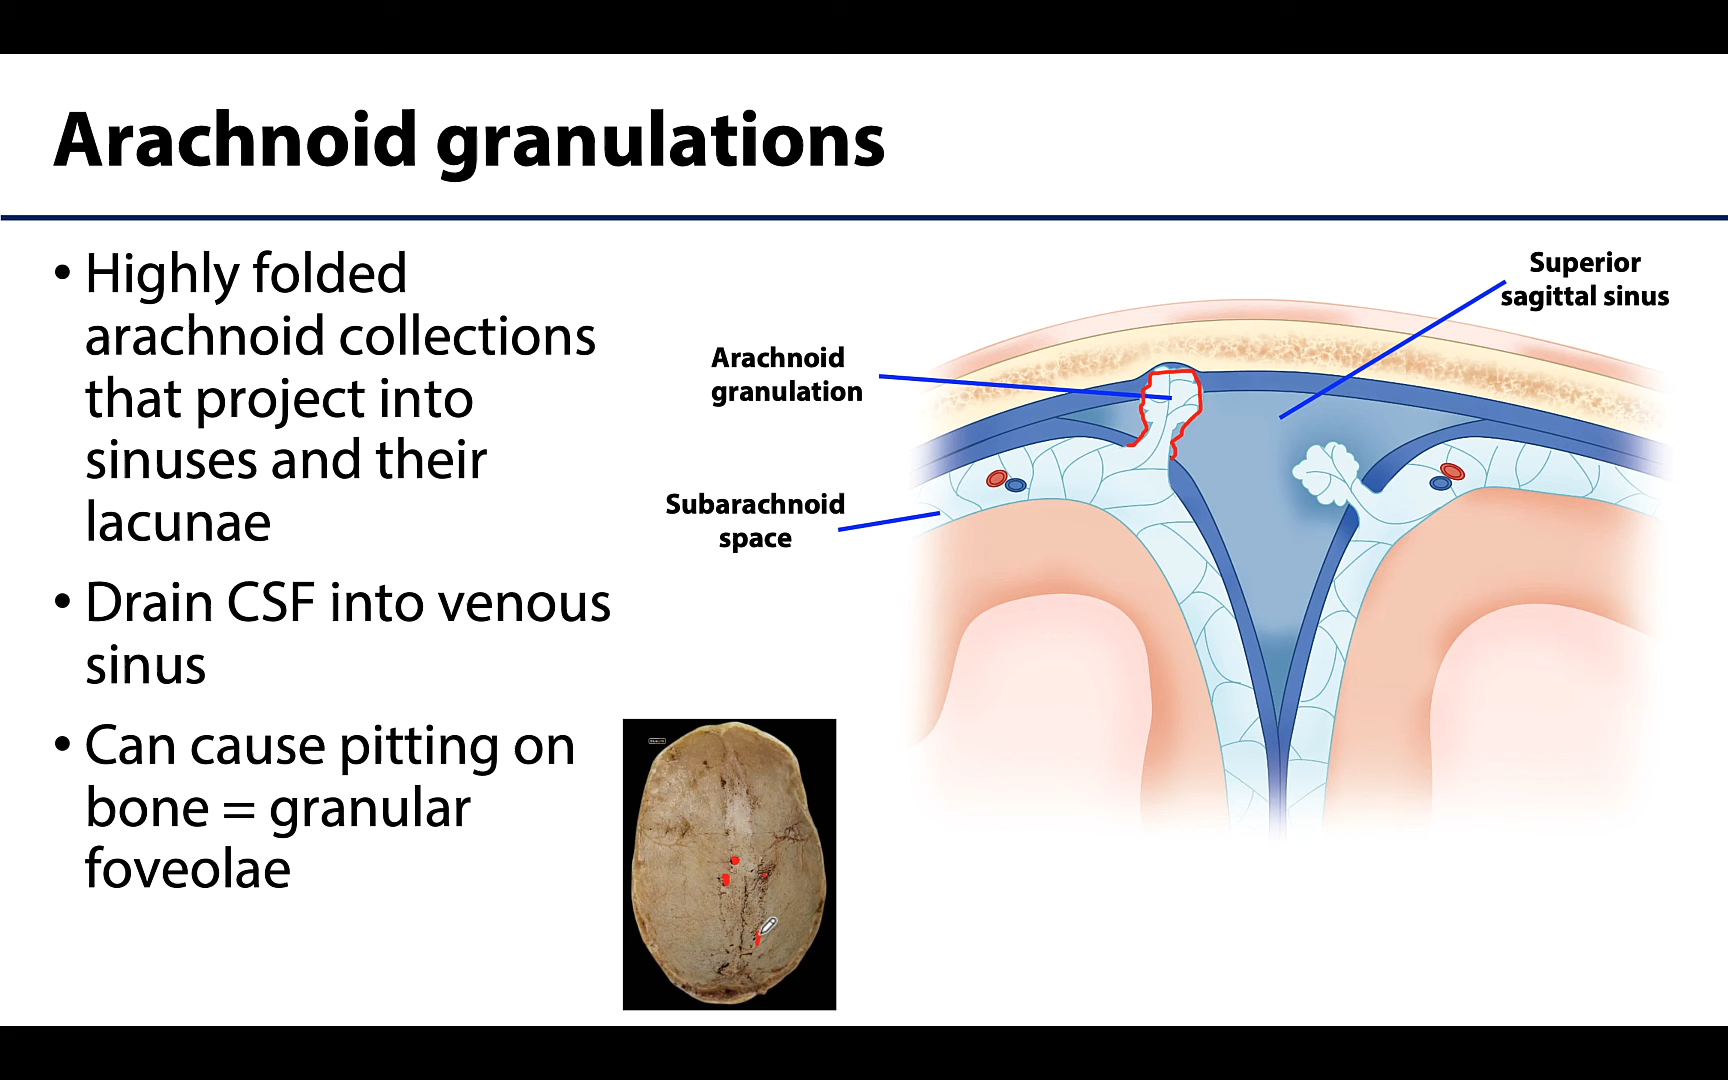 Arachnoid granulations
• Highly folded
arachnoid collections
that project into
sinuses and their
lacunae
• Drain CSF into venous
sinus
• Can cause pitting on
bone = granular
foveolae
Superior
sagittal sinus
Arachnoid
granulation
Subarachnoid
space